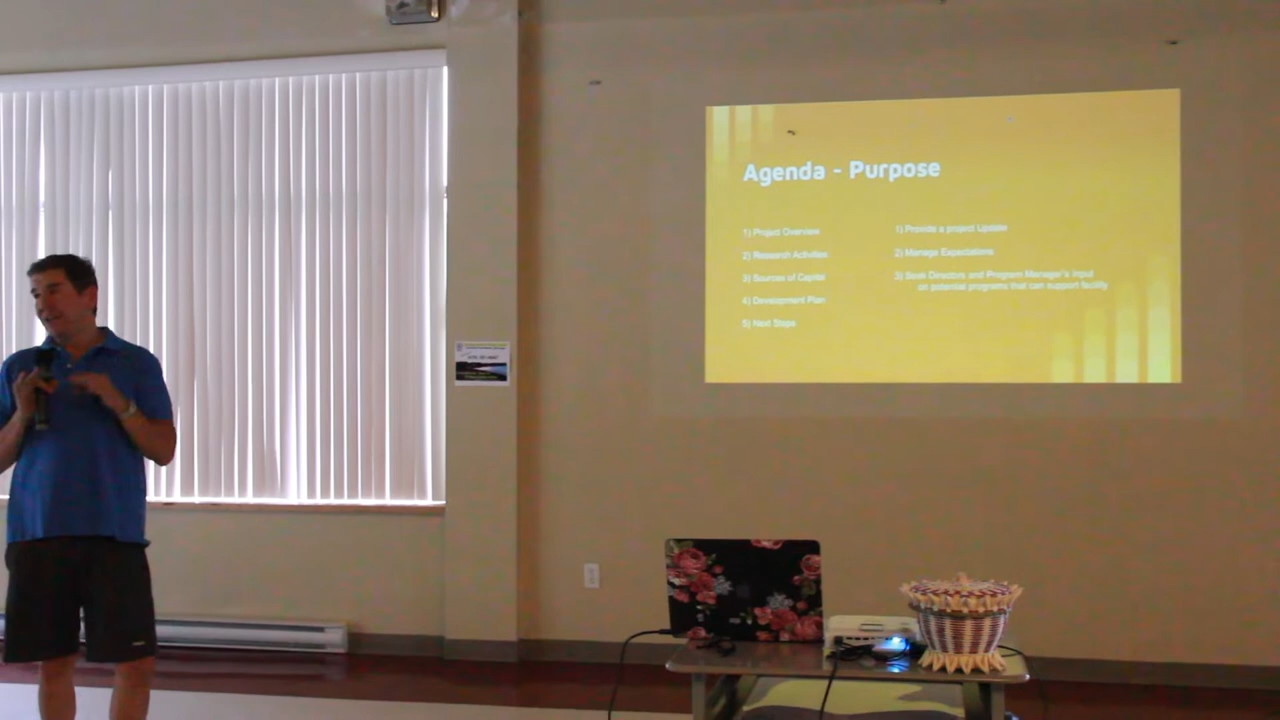 Agenda - Purpose
1) Project Overview
2) Research Activities
3) Sources of Capital
4) Development Plan
5) Next Steps
1) Provide a project Update
2) Manage Expectations
3) Seek Directors and Program Manager's input
on potential programs that can support facility